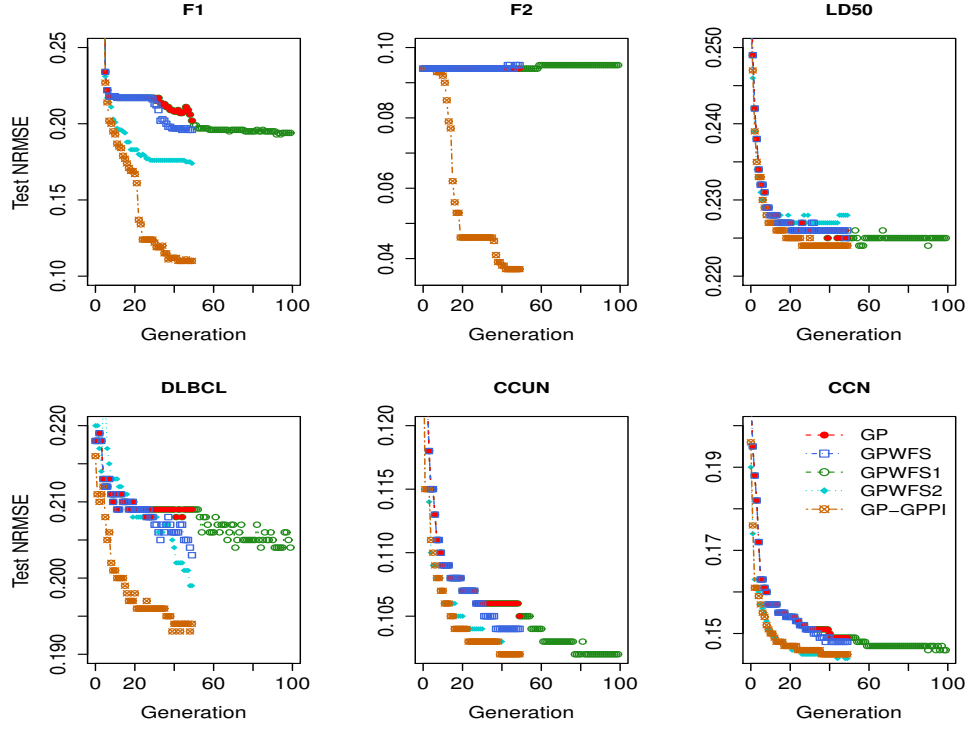 F1
F2
LD50
Test NRMSE
0.10 0.15 0.20 0.25
0.04 0.06 0.08 0.10
0.220 0.230 0.240 0.250
0 20 60 100
0 20 60 100
0 20 60 100
Generation
Generation
Generation
DLBCL
CCUN
CCN
Test NRMSE
0.190 0.200 0.210 0.220
0.105 0.110 0.115 0.120
0.15 0.17 0.19
GP
GPWFS
GPWFS1
GPWFS2
GP−GPPI
0 20 60 100
0 20 60 100
0 20 60 100
Generation
Generation
Generation